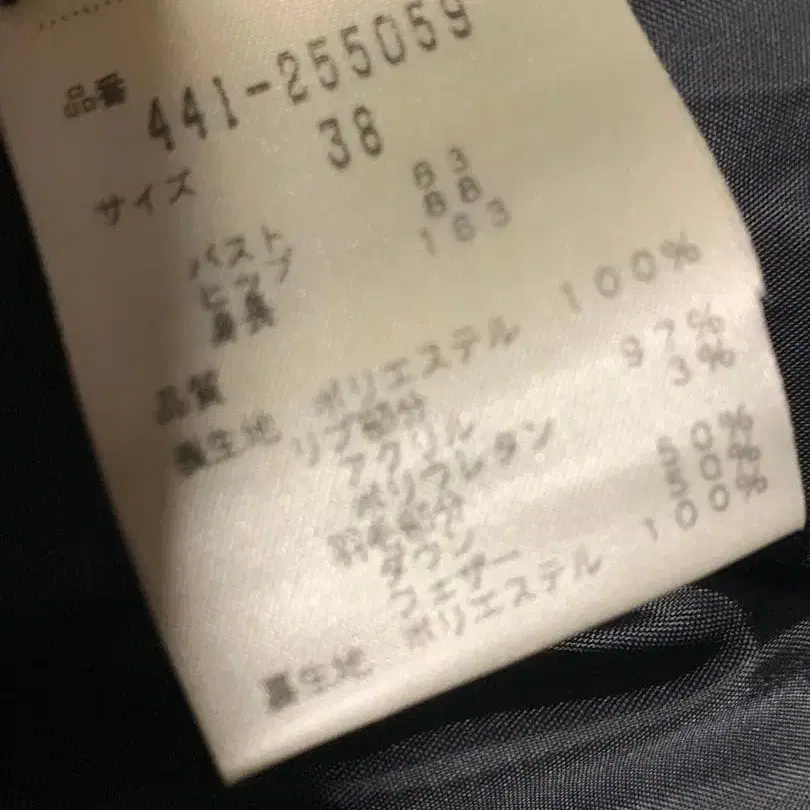 品番 441-255059
サイズ 38
バスト 83
ヒップ 88
身長 163
品質
表生地 ポリエステル 100%
リブ部分
アクリル 97%
ポリウレタン 3%
羽毛部分
ダウン 50%
フェザー 50%
裏生地 ポリエステル 100%